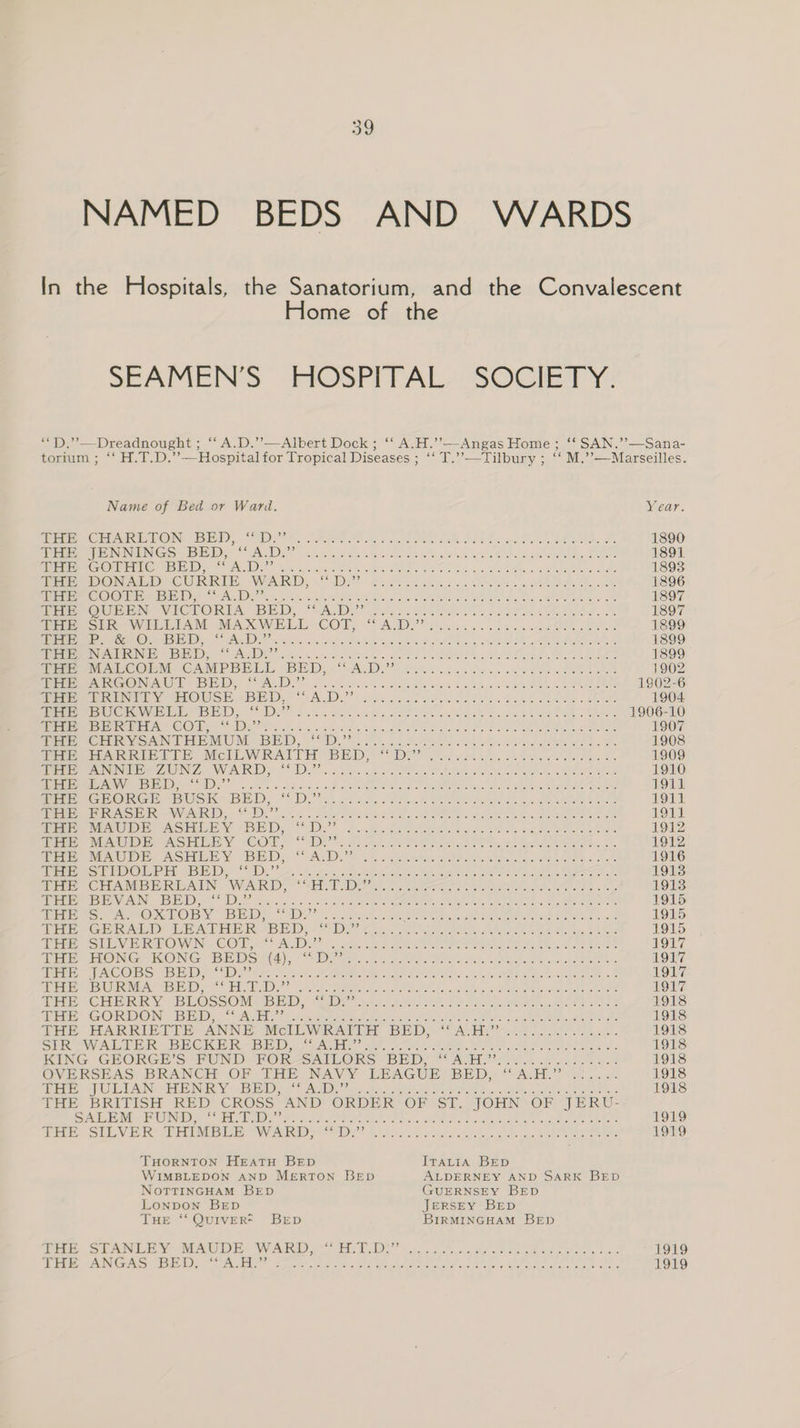 39
NAMED BEDS AND WARDS
In the Hospitals, the Sanatorium, and the Convalescent
Home of the
SEAMEN'S HOSPITAL SOCIETY.
“D.”—Dreadnought ; “A.D.”—Albert Dock ; “A.H.”—Angas Home ; “SAN.”—Sana-
torium ; “H.T.D.”—Hospital for Tropical Diseases ; “T.”—Tilbury ; “M.”—Marseilles.
Name of Bed or Ward. Year.
THE CHARLTON BED, “D.” 1890
THE JENNINGS BED, “A.D.” 1891
THE GOTHIC BED, “A.D.” 1893
THE DONALD CURRIE WARD, “D.” 1896
THE COOTE BED, “A.D.” 1897
THE QUEEN VICTORIA BED, “A.D.” 1897
THE SIR WILLIAM MAXWELL COT, “A.D.” 1899
THE P. & O. BED, “A.D.” 1899
THE NAIRNE BED, “A.D.” 1899
THE MALCOLM CAMPBELL BED, “A.D.” 1902
THE ARGONAUT BED, “A.D.” 1902-6
THE TRINITY HOUSE BED, “A.D.” 1904
THE BUCKWELL BED, “D.” 1906-10
THE BERTHA COT, “D.” 1907
THE CHRYSANTHEMUM BED, “D.” 1908
THE HARRIETTE McILWRAITH BED, “D.” 1909
THE ANNIE ZUNZ WARD, “D.” 1910
THE LAW BED, “D.” 1911
THE GEORGE BUSK BED, “D.” 1911
THE FRASER WARD, “D.” 1911
THE MAUDE ASHLEY BED, “D.” 1912
THE MAUDE ASHLEY COT, “D.” 1912
THE MAUDE ASHLEY BED, “A.D.” 1916
THE STIDOLPH BED, “D.” 1913
THE CHAMBERLAIN WARD, “H.T.D.” 1913
THE BEVAN BED, “D.” 1915
THE S. A. OXTOBY BED, “D.” 1915
THE GERALD LEATHER BED, “D.” 1915
THE SILVERTOWN COT, “A.D.” 1917
THE HONG KONG BEDS (4), “D.” 1917
THE JACOBS BED, “D.” 1917
THE BURMA BED, “H.T.D.” 1917
THE CHERRY BLOSSOM BED, “D.” 1918
THE GORDON BED, “A.H.” 1918
THE HARRIETTE ANNE McILWRAITH BED, “A.H.” 1918
SIR WALTER BECKER BED, “A.H.” 1918
KING GEORGE'S FUND FOR SAILORS BED, “A.H.” 1918
OVERSEAS BRANCH OF THE NAVY LEAGUE BED, “A.H.” 1918
THE JULIAN HENRY BED, “A.D.” 1918
THE BRITISH RED CROSS AND ORDER OF ST. JOHN OF JERU-
SALEM FUND, “H.T.D.” 1919
THE SILVER THIMBLE WARD, “D.” 1919
THORNTON HEATH BED ITALIA BED
WIMBLEDON AND MERTON BED ALDERNEY AND SARK BED
NOTTINGHAM BED GUERNSEY BED
LONDON BED JERSEY BED
THE “QUIVER” BED BIRMINGHAM BED
THE STANLEY MAUDE WARD, “H.T.D.” 1919
THE ANGAS BED, “A.H.” 1919